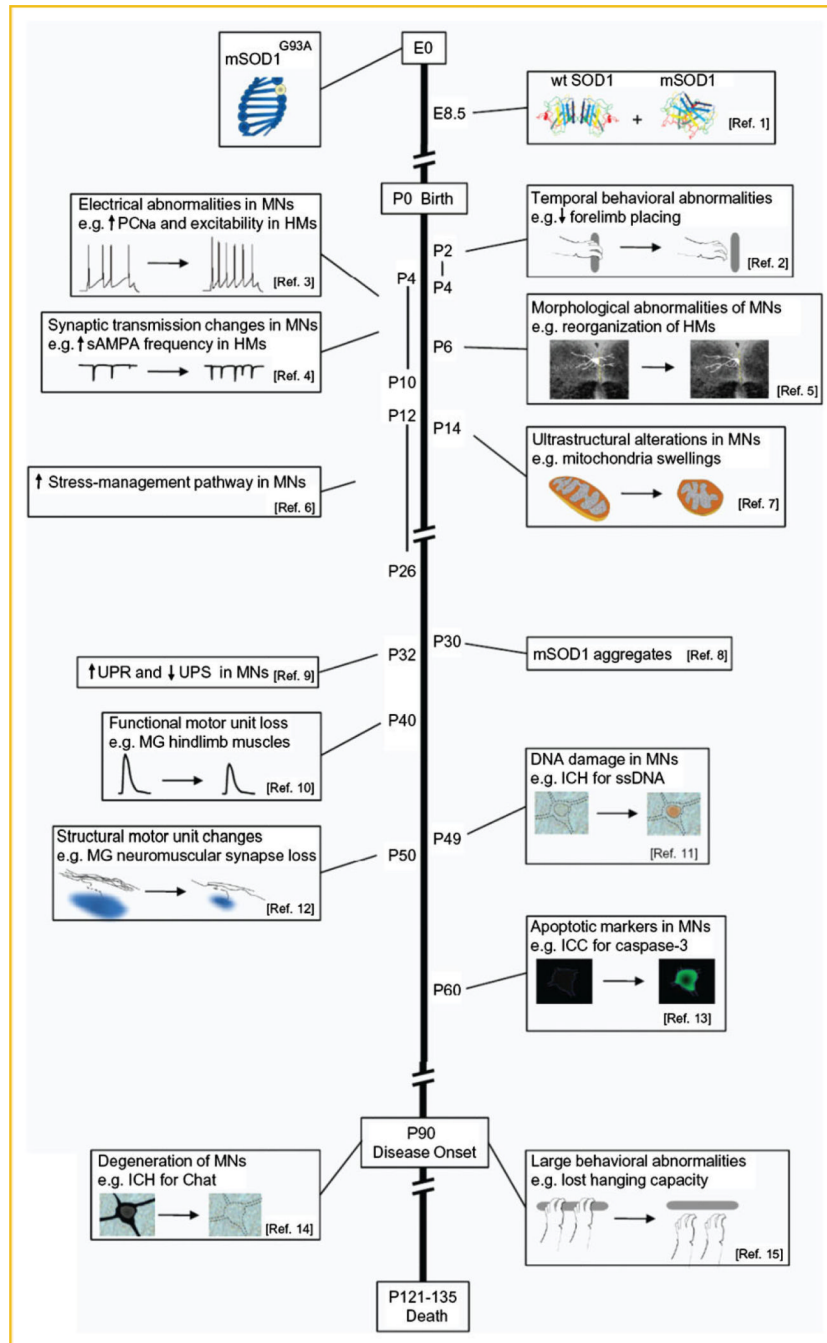 G93A
mSOD1
E0
wt SOD1 mSOD1
E8.5
+
[Ref. 1]
P0 Birth
Electrical abnormalities in MNs
e.g. ↑PCNa and excitability in HMs
[Ref. 3]
Temporal behavioral abnormalities
e.g.↓ forelimb placing
[Ref. 2]
P2
P4
P4
Synaptic transmission changes in MNs
e.g.↑sAMPA frequency in HMs
[Ref. 4]
Morphological abnormalities of MNs
e.g. reorganization of HMs
[Ref. 5]
P6
P10
P12
P14
↑ Stress-management pathway in MNs
[Ref. 6]
Ultrastructural alterations in MNs
e.g. mitochondria swellings
[Ref. 7]
P26
P30
P32
mSOD1 aggregates [Ref. 8]
↑UPR and ↓ UPS in MNs [Ref. 9]
P40
Functional motor unit loss
e.g. MG hindlimb muscles
[Ref. 10]
DNA damage in MNs
e.g. ICH for ssDNA
[Ref. 11]
P49
P50
Structural motor unit changes
e.g. MG neuromuscular synapse loss
[Ref. 12]
Apoptotic markers in MNs
e.g. ICC for caspase-3
[Ref. 13]
P60
P90
Disease Onset
Degeneration of MNs
e.g. ICH for Chat
[Ref. 14]
Large behavioral abnormalities
e.g. lost hanging capacity
[Ref. 15]
P121-135
Death